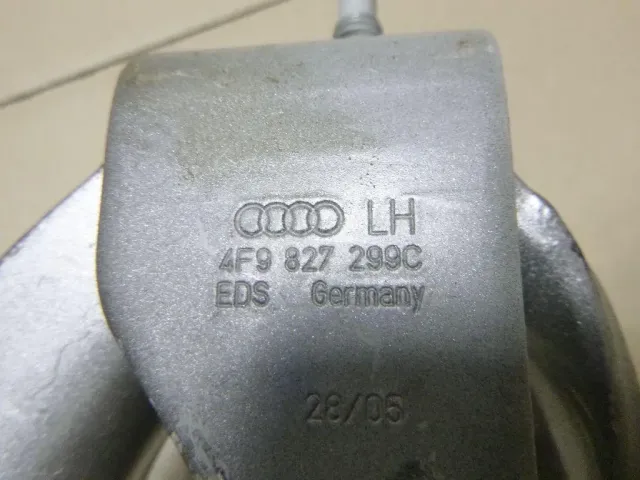 LH
4F9 827 299C
EDS Germany
28/05